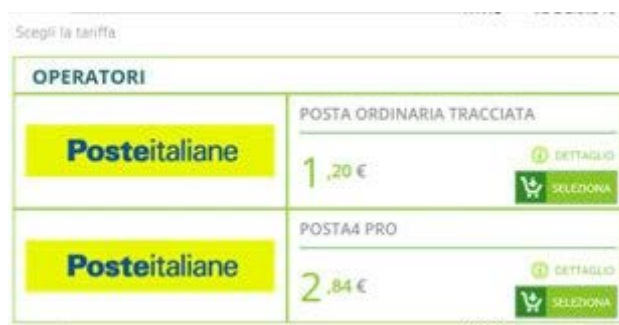 Scegli la tariffa
OPERATORI
Posteitaliane
POSTA ORDINARIA TRACCIATA
1,20 €
DETTAGLIO
SELEZIONA
Posteitaliane
POSTA4 PRO
2,84 €
DETTAGLIO
SELEZIONA